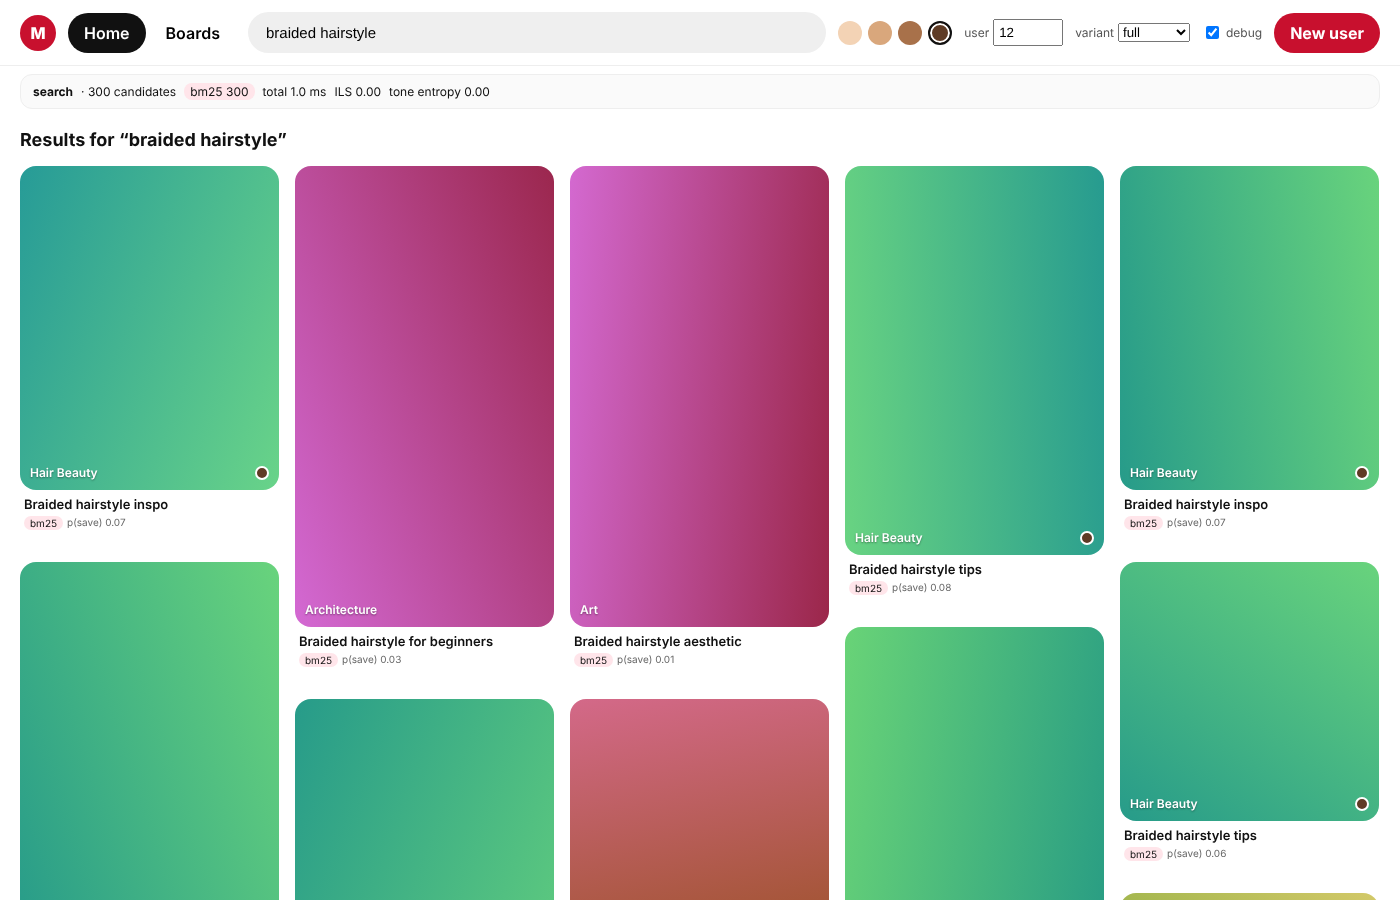 M Home Boards braided hairstyle user 12 variant full debug New user
search · 300 candidates bm25 300 total 1.0 ms ILS 0.00 tone entropy 0.00
Results for “braided hairstyle”
Hair Beauty
Braided hairstyle inspo
bm25 p(save) 0.07
Architecture
Braided hairstyle for beginners
bm25 p(save) 0.03
Art
Braided hairstyle aesthetic
bm25 p(save) 0.01
Hair Beauty
Braided hairstyle tips
bm25 p(save) 0.08
Hair Beauty
Braided hairstyle inspo
bm25 p(save) 0.07
Hair Beauty
Braided hairstyle tips
bm25 p(save) 0.06